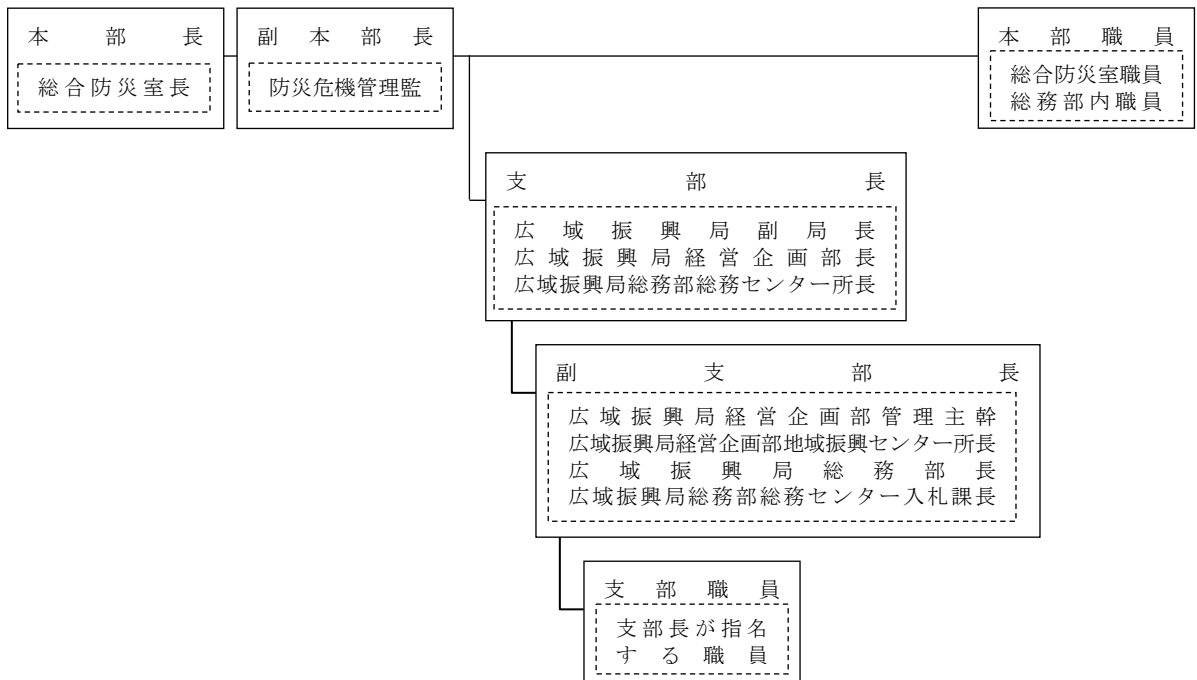 本部長
総合防災室長
副本部長
防災危機管理監
本部職員
総合防災室職員
総務部内職員
支部長
広域振興局副局長
広域振興局経営企画部長
広域振興局総務部総務センター所長
副支部長
広域振興局経営企画部管理主幹
広域振興局経営企画部地域振興センター所長
広域振興局総務部長
広域振興局総務部総務センター入札課長
支部職員
支部長が指名
する職員